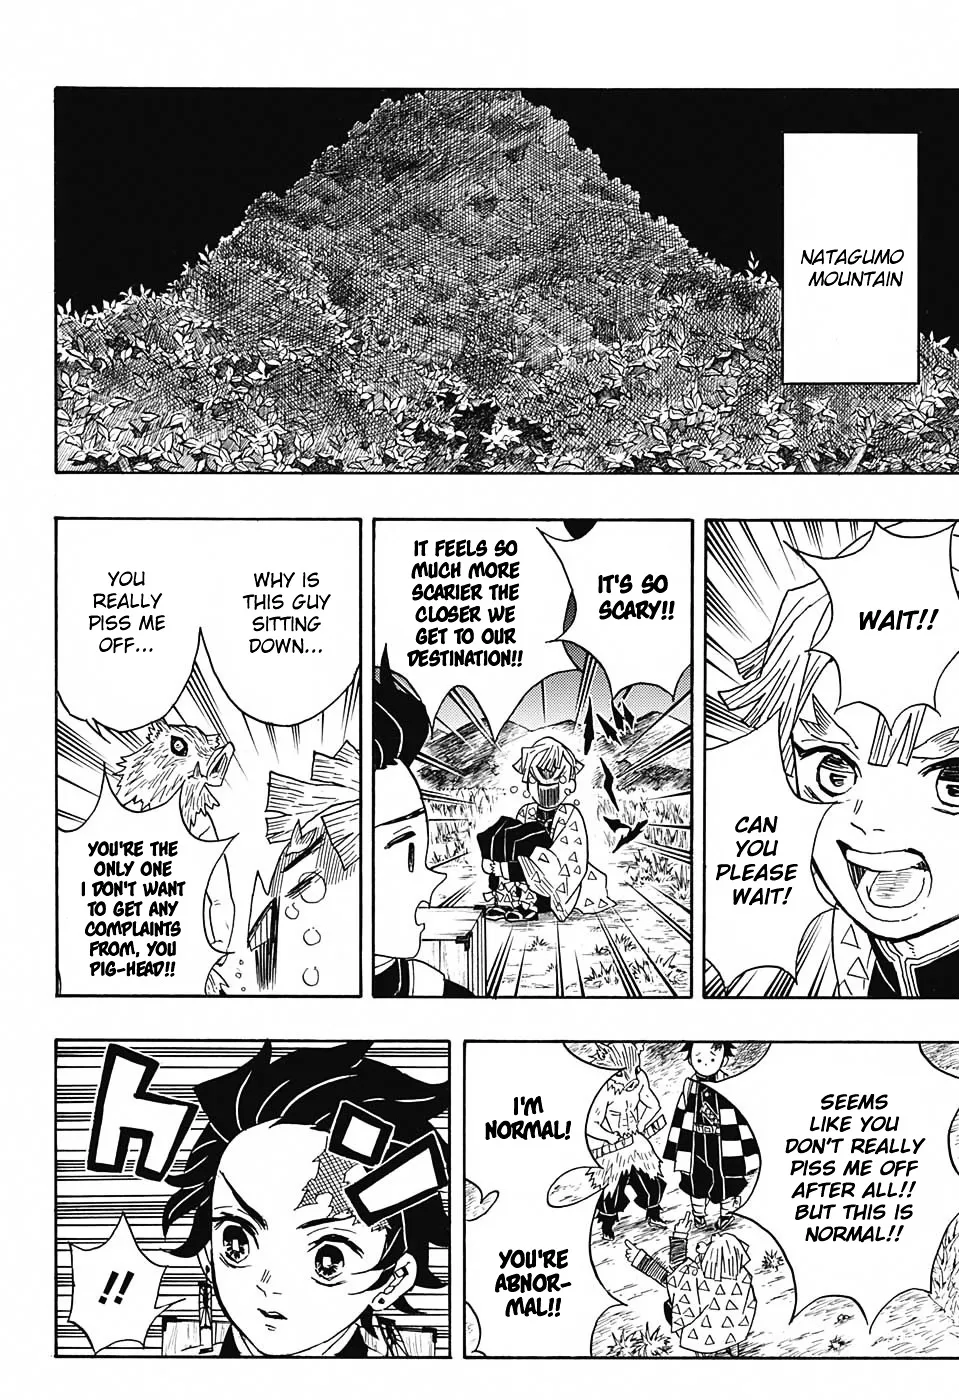 NATAGUMO
MOUNTAIN
WAIT!!
CAN
YOU
PLEASE
WAIT!
IT'S SO
SCARY!!
IT FEELS SO
MUCH MORE
SCARIER THE
CLOSER WE
GET TO OUR
DESTINATION!!
WHY IS
THIS GUY
SITTING
DOWN...
YOU
REALLY
PISS ME
OFF...
YOU'RE THE
ONLY ONE
I DON'T WANT
TO GET ANY
COMPLAINTS
FROM, YOU
PIG-HEAD!!
SEEMS
LIKE YOU
DON'T REALLY
PISS ME OFF
AFTER ALL!!
BUT THIS IS
NORMAL!!
I'M
NORMAL!
YOU'RE
ABNOR-
MAL!!
!!